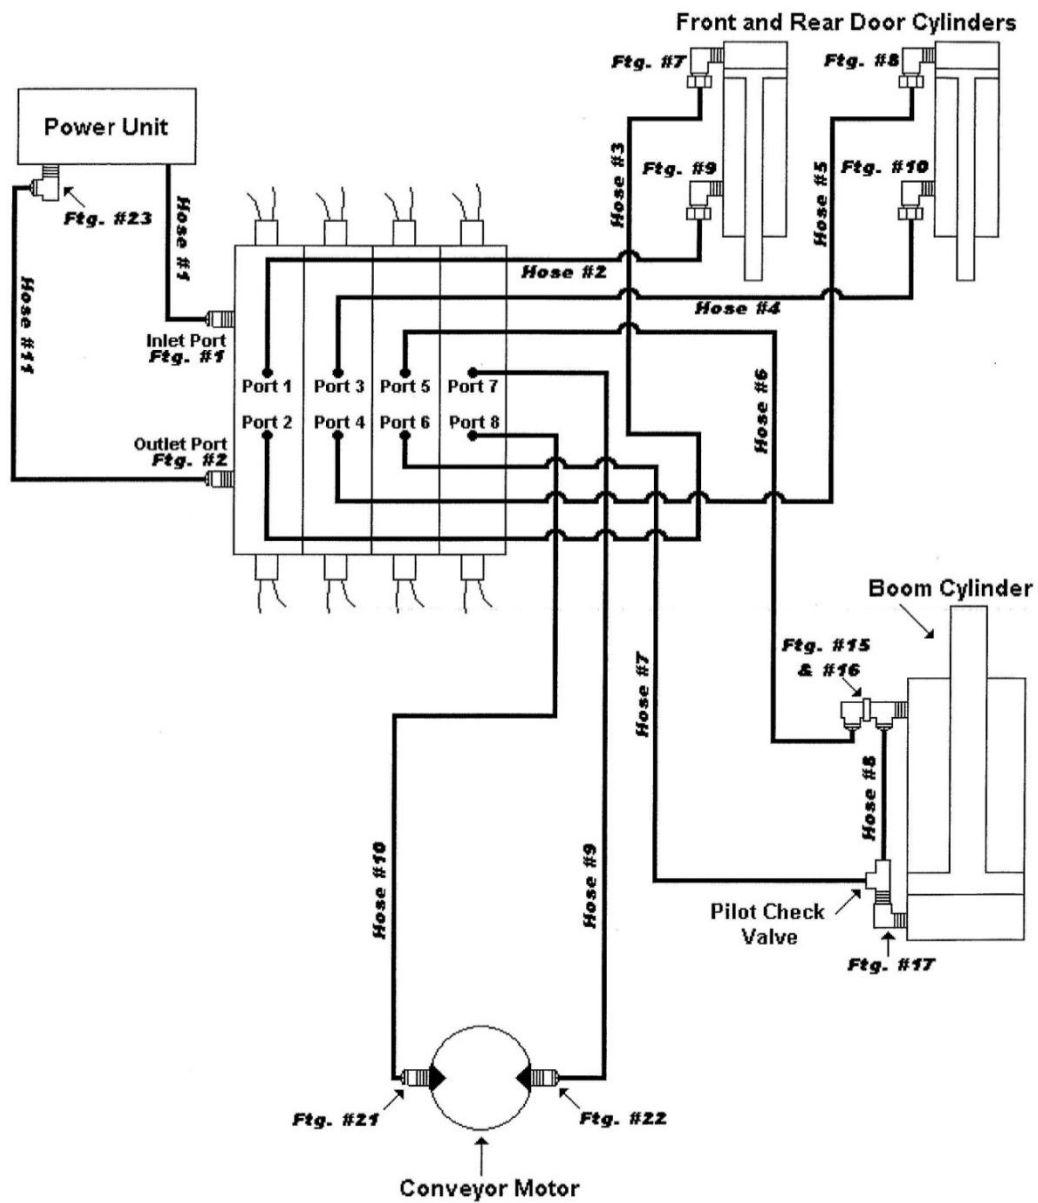 Front and Rear Door Cylinders
Ftg. #7
Ftg. #8
Power Unit
Hose #3
Ftg. #9
Hose #5
Ftg. #10
Ftg. #23
Hose #1
Hose #2
Hose #11
Hose #4
Inlet Port
Ftg. #1
Port 1
Port 3
Port 5
Port 7
Hose #6
Port 2
Port 4
Port 6
Port 8
Outlet Port
Ftg. #2
Boom Cylinder
Ftg. #15
& #16
Hose #7
Hose #8
Hose #10
Hose #9
Pilot Check
Valve
Ftg. #17
Ftg. #21
Ftg. #22
Conveyor Motor